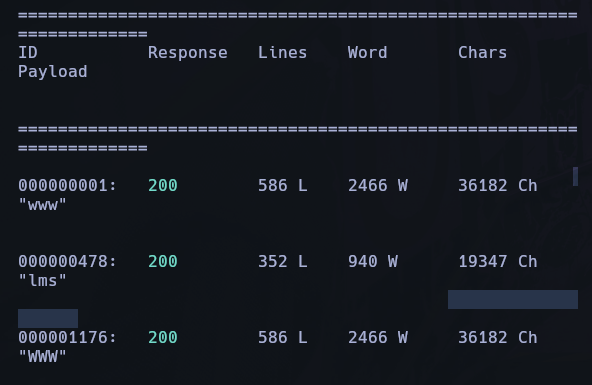 ========================================================
=============
ID           Response   Lines    Word       Chars
Payload
========================================================
=============
000000001:   200        586 L    2466 W     36182 Ch
"www"
000000478:   200        352 L    940 W      19347 Ch
"lms"
000001176:   200        586 L    2466 W     36182 Ch
"WWW"